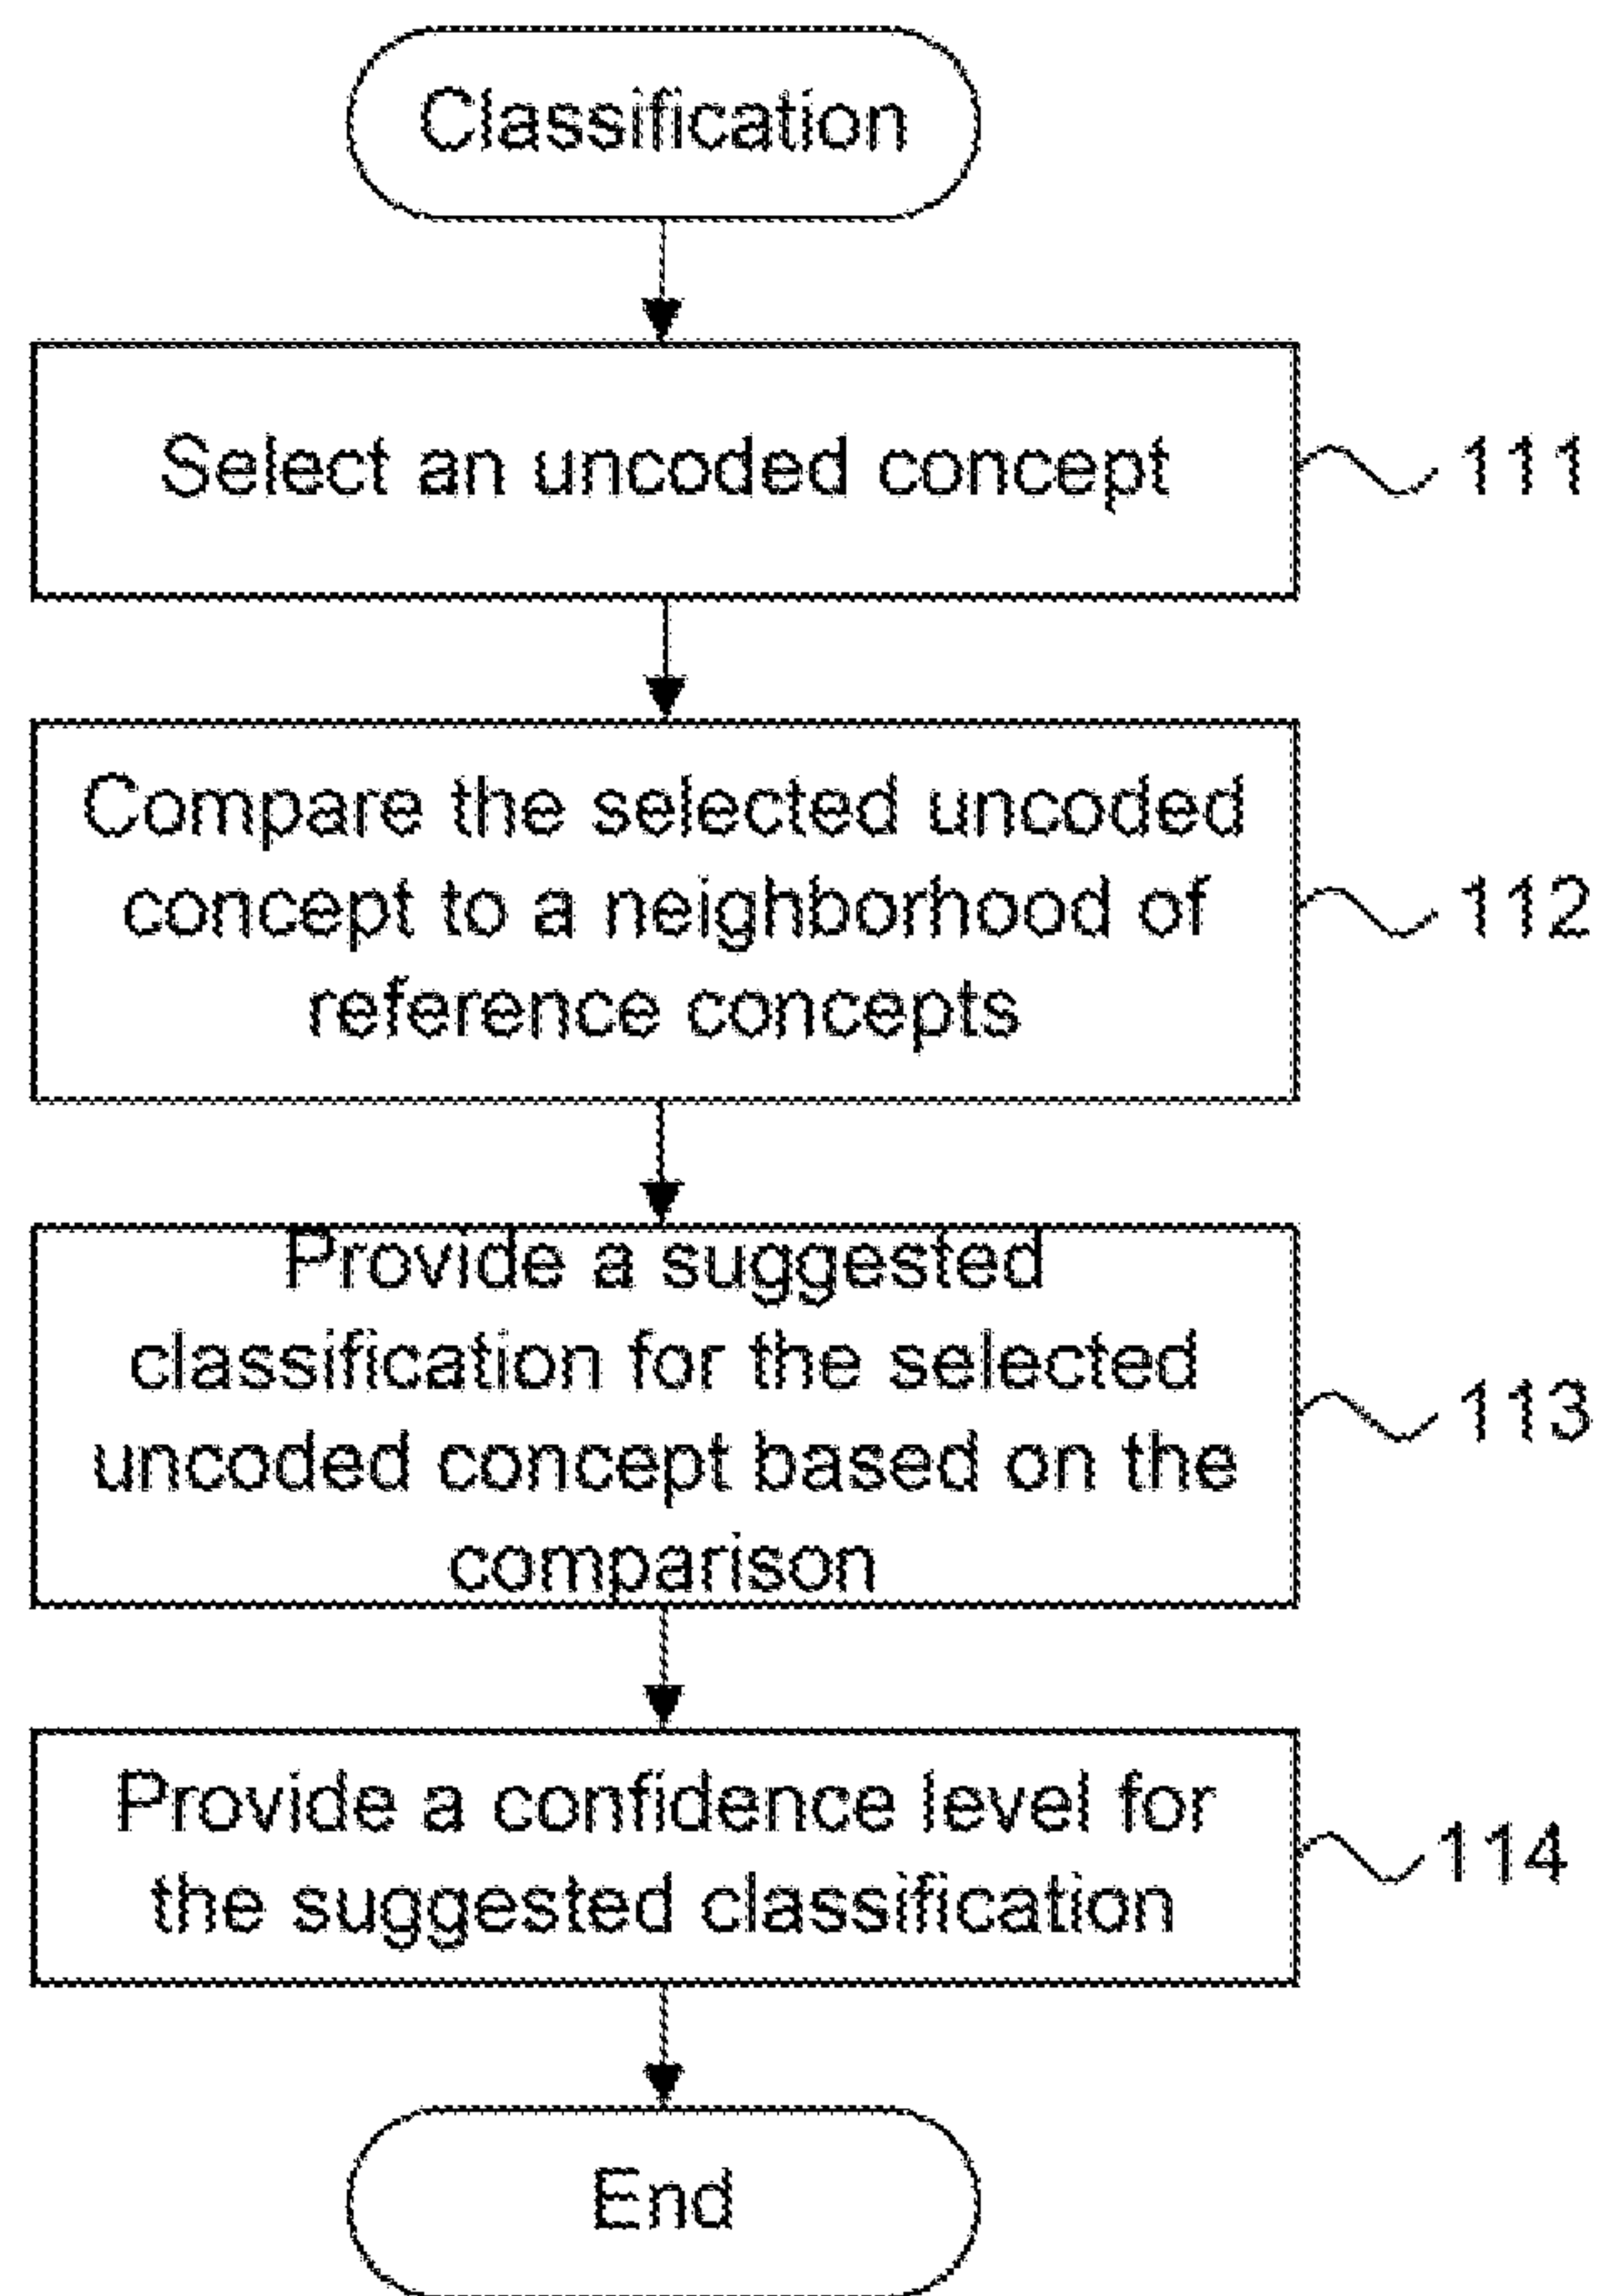 Classification
Select an uncoded concept
111
Compare the selected uncoded
concept to a neighborhood of
reference concepts
112
Provide a suggested
classification for the selected
uncoded concept based on the
comparison
113
Provide a confidence level for
the suggested classification
114
End